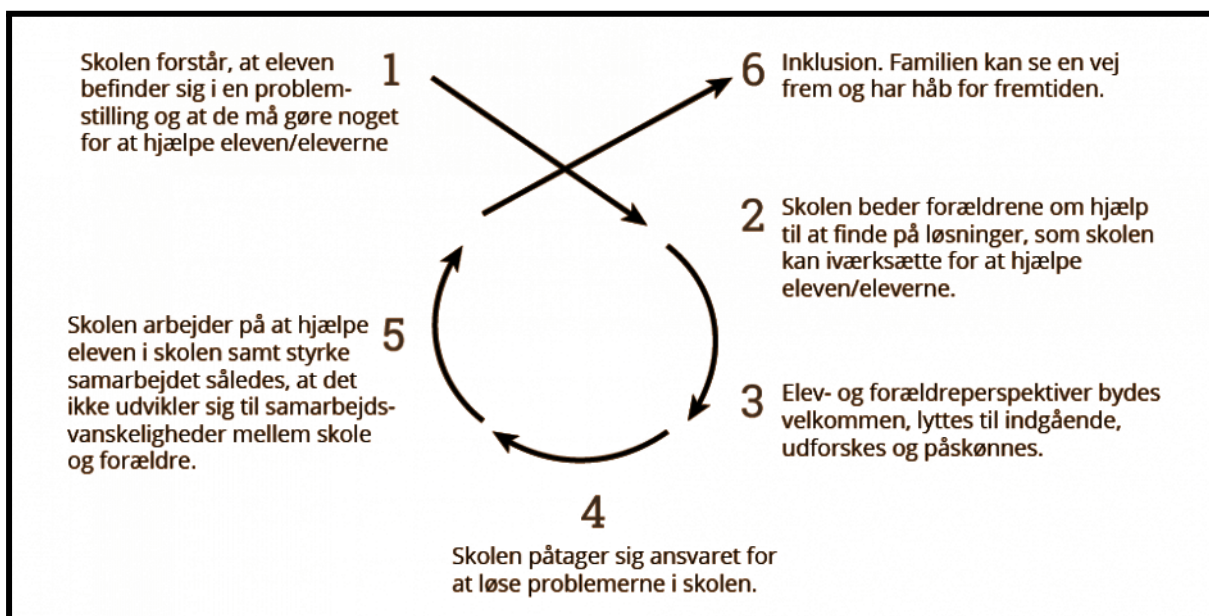 1
Skolen forstår, at eleven
befinder sig i en problem-
stilling og at de må gøre noget
for at hjælpe eleven/eleverne
6
Inklusion. Familien kan se en vej
frem og har håb for fremtiden.
2
Skolen beder forældrene om hjælp
til at finde på løsninger, som skolen
kan iværksætte for at hjælpe
eleven/eleverne.
3
Elev- og forældreperspektiver bydes
velkommen, lyttes til indgående,
udforskes og påskønnes.
4
Skolen påtager sig ansvaret for
at løse problemerne i skolen.
5
Skolen arbejder på at hjælpe
eleven i skolen samt styrke
samarbejdet således, at det
ikke udvikler sig til samarbejds-
vanskeligheder mellem skole
og forældre.